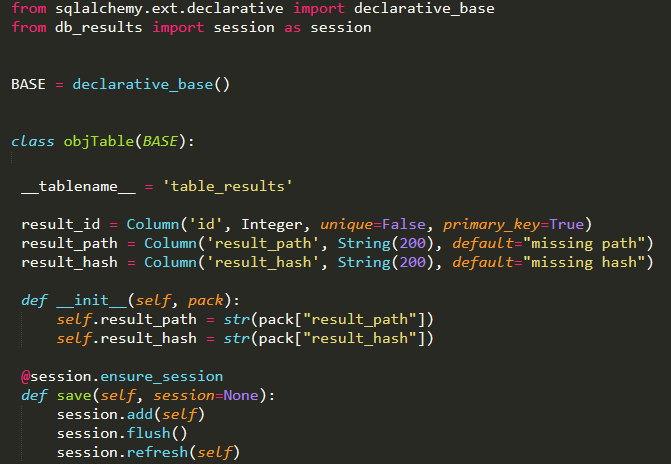 from sqlalchemy.ext.declarative import declarative_base
from db_results import session as session
BASE = declarative_base()
class objTable(BASE):
__tablename__ = 'table_results'
result_id = Column('id', Integer, unique=False, primary_key=True)
result_path = Column('result_path', String(200), default="missing path")
result_hash = Column('result_hash', String(200), default="missing hash")
def __init__(self, pack):
self.result_path = str(pack["result_path"])
self.result_hash = str(pack["result_hash"])
@session.ensure_session
def save(self, session=None):
session.add(self)
session.flush()
session.refresh(self)